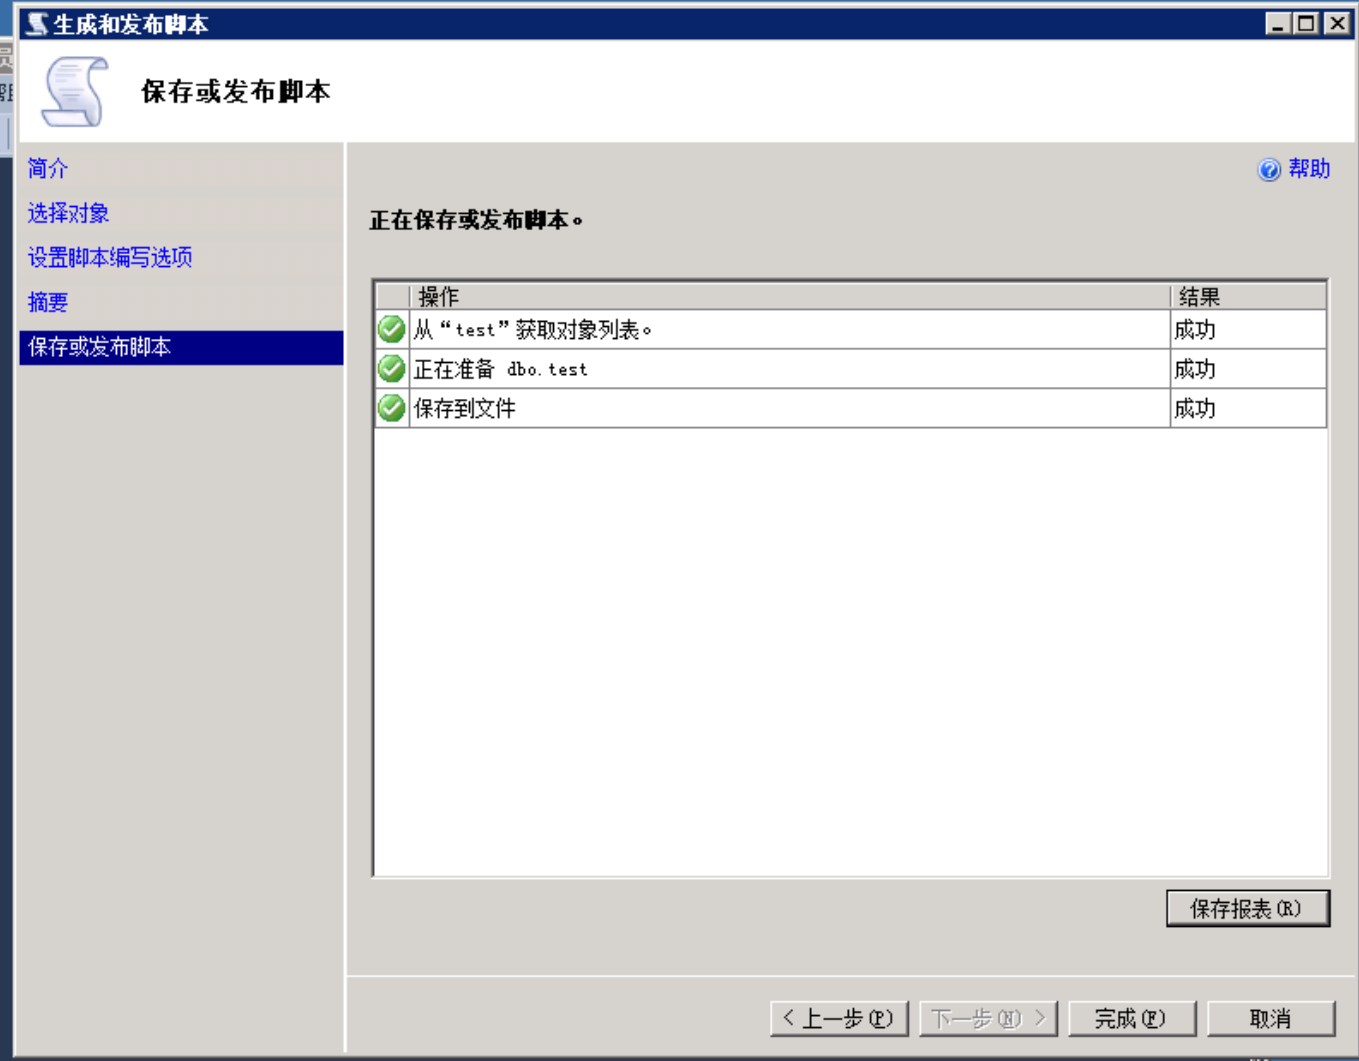 生成和发布脚本
保存或发布脚本
简介
选择对象
设置脚本编写选项
摘要
保存或发布脚本
帮助
正在保存或发布脚本。
操作 结果
从“test”获取对象列表。 成功
正在准备 dbo.test 成功
保存到文件 成功
保存报表(R)
< 上一步(P) 下一步(N) > 完成(F) 取消